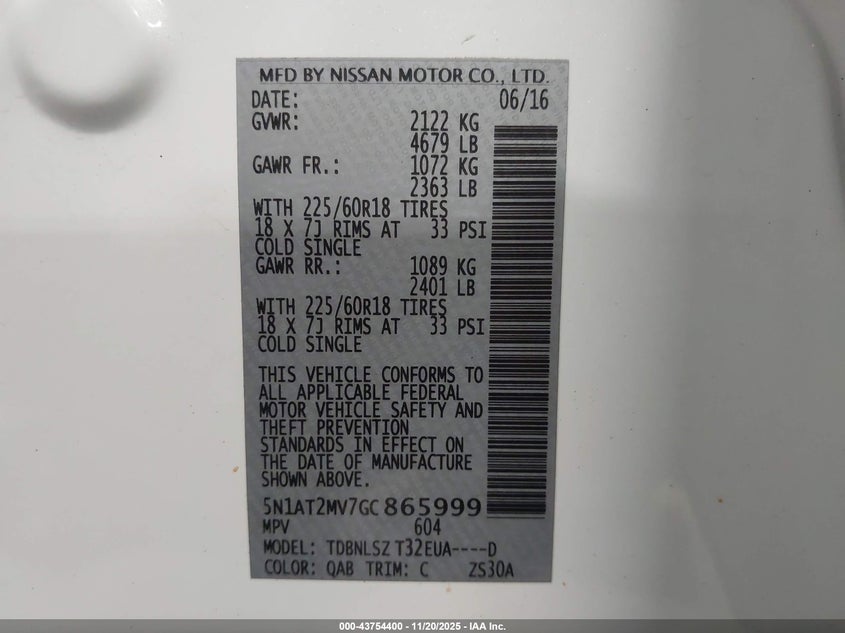 MFD BY NISSAN MOTOR CO., LTD.
DATE: 06/16
GVWR: 2122 KG
4679 LB
GAWR FR.: 1072 KG
2363 LB
WITH 225/60R18 TIRES
18 X 7J RIMS AT 33 PSI
COLD SINGLE
GAWR RR.: 1089 KG
2401 LB
WITH 225/60R18 TIRES
18 X 7J RIMS AT 33 PSI
COLD SINGLE
THIS VEHICLE CONFORMS TO
ALL APPLICABLE FEDERAL
MOTOR VEHICLE SAFETY AND
THEFT PREVENTION
STANDARDS IN EFFECT ON
THE DATE OF MANUFACTURE
SHOWN ABOVE.
5N1AT2MV7GC865999
MPV 604
MODEL: TDBNLSZ T32EUA----D
COLOR: QAB TRIM: C ZS30A
000-43754400 - 11/20/2025 - IAA Inc.